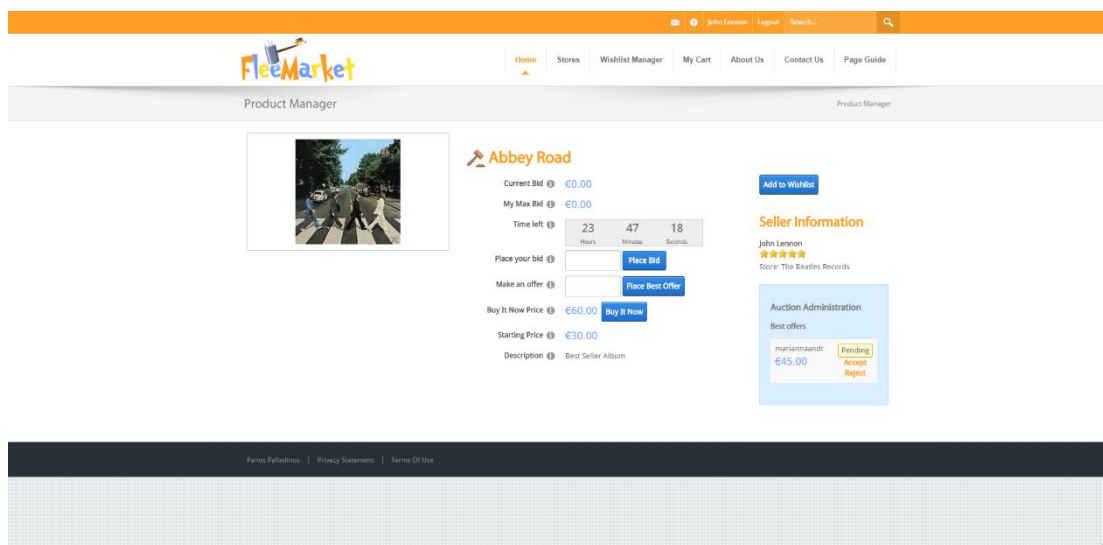 John Lennon Logout Search...
FleeMarket
Home Stores Wishlist Manager My Cart About Us Contact Us Page Guide
Product Manager Product Manager
Abbey Road
Current Bid €0.00
My Max Bid €0.00
Time left 23 47 18
Hours Minutes Seconds
Place your bid Place Bid
Make an offer Place Best Offer
Buy It Now Price €60.00 Buy It Now
Starting Price €30.00
Description Best Seller Album
Add to Wishlist
Seller Information
John Lennon
Store: The Beatles Records
Auction Administration
Best offers
mariannaandr Pending
€45.00 Accept
Reject
Panos Palladinos | Privacy Statement | Terms Of Use